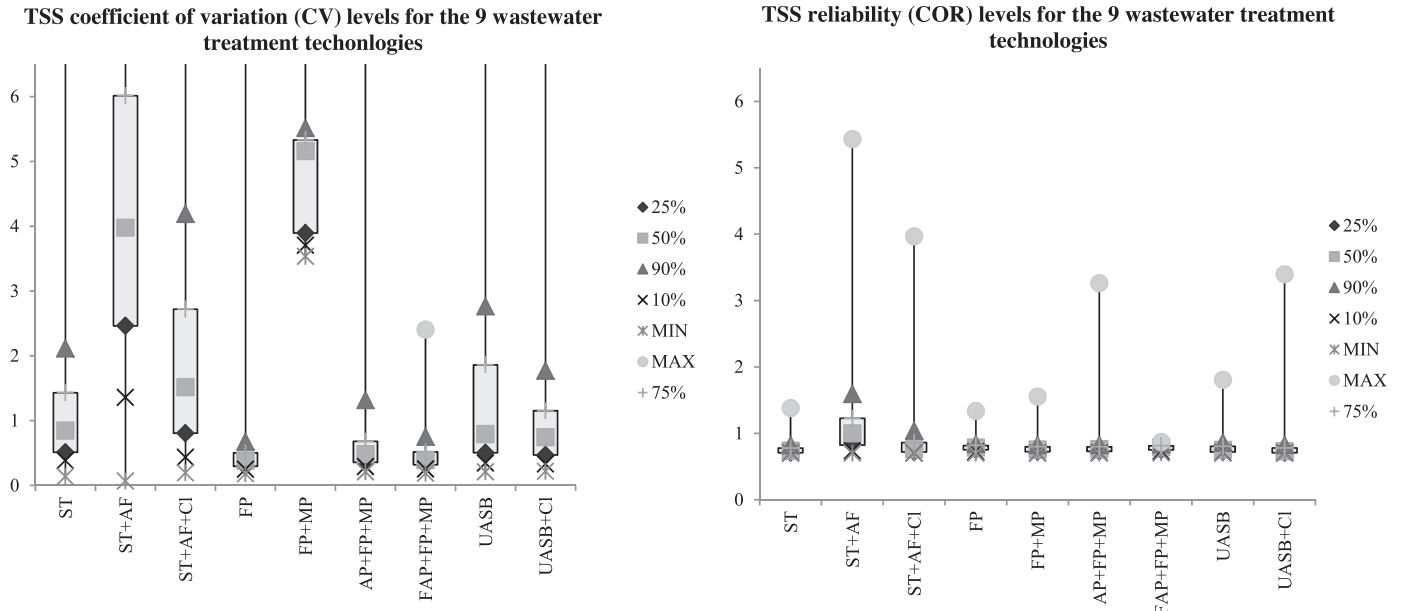 TSS coefficient of variation (CV) levels for the 9 wastewater
treatment techonlogies
6
5
4
3
2
1
0
ST
ST+AF
ST+AF+Cl
FP
FP+MP
AP+FP+MP
FAP+FP+MP
UASB
UASB+Cl
25%
50%
90%
10%
MIN
MAX
75%
TSS reliability (COR) levels for the 9 wastewater treatment
technologies
6
5
4
3
2
1
0
ST
ST+AF
ST+AF+Cl
FP
FP+MP
AP+FP+MP
FAP+FP+MP
UASB
UASB+Cl
25%
50%
90%
10%
MIN
MAX
75%